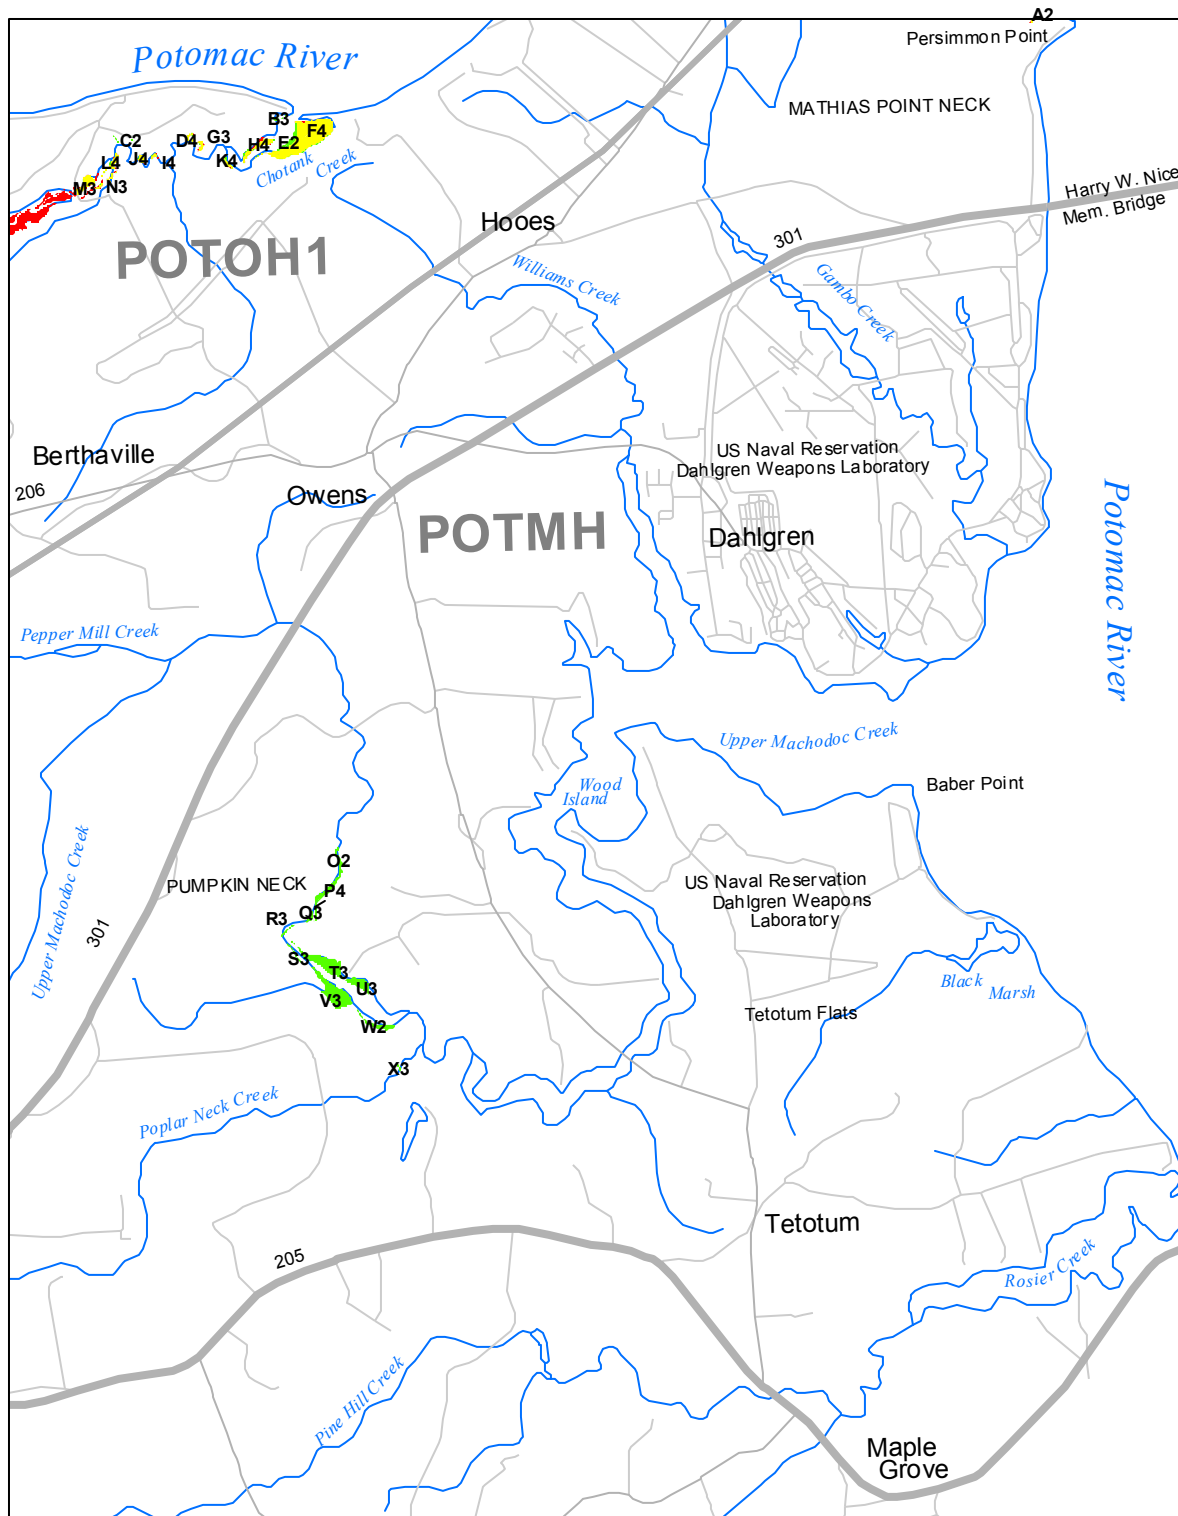 A2
Persimmon Point
Potomac River
MATHIAS POINT NECK
B3
F4
C2
D4
G3
H4
E2
L4
J4
I4
K4
Chotank
Creek
M3
N3
Harry W. Nice
Mem. Bridge
Hooes
301
POTOH1
Williams Creek
Gambo Creek
Berthaville
US Naval Reservation
Dahlgren Weapons Laboratory
206
Owens
POTMH
Dahlgren
Potomac River
Pepper Mill Creek
Upper Machodoc Creek
Wood
Island
Baber Point
Upper Machodoc Creek
O2
PUMPKIN NECK
P4
US Naval Reservation
Dahlgren Weapons
Laboratory
R3
Q3
301
S3
T3
U3
V3
Black
Marsh
W2
Tetotum Flats
X3
Poplar Neck Creek
Tetotum
205
Rosier Creek
Pine Hill Creek
Maple
Grove